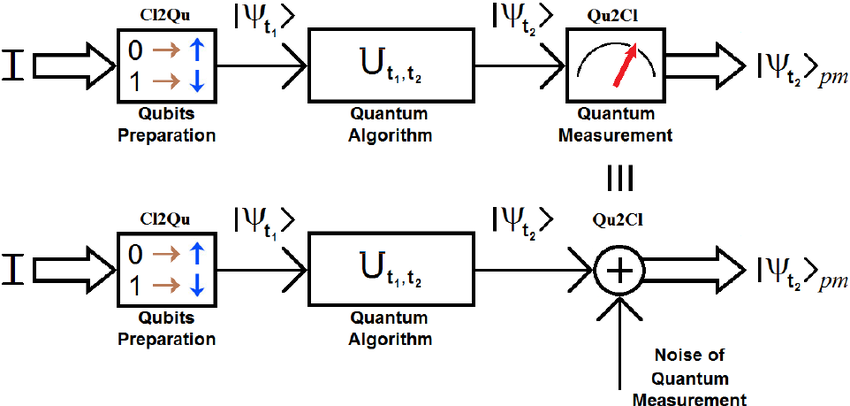 Cl2Qu
|Ψt₁>
|Ψt₂>
Qu2Cl
I
0 → ↑
1 → ↓
Ut₁,t₂
|Ψt₂>pm
Qubits
Preparation
Quantum
Algorithm
Quantum
Measurement
≡
Cl2Qu
|Ψt₁>
|Ψt₂>
Qu2Cl
I
0 → ↑
1 → ↓
Ut₁,t₂
+
|Ψt₂>pm
Qubits
Preparation
Quantum
Algorithm
Noise of
Quantum
Measurement